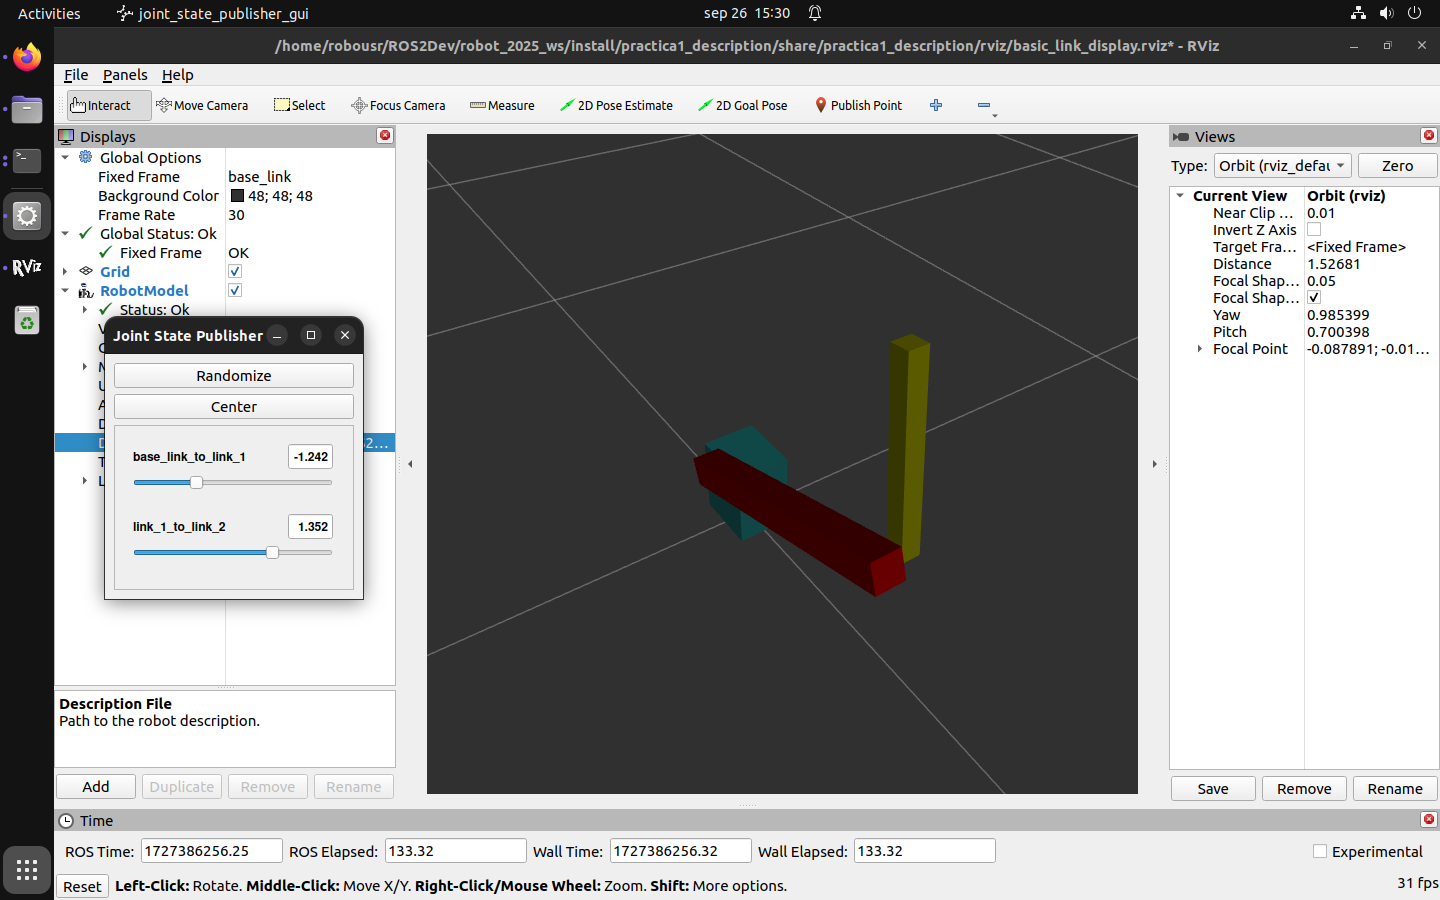 Activities joint_state_publisher_gui sep 26 15:30
/home/robousr/ROS2Dev/robot_2025_ws/install/practica1_description/share/practica1_description/rviz/basic_link_display.rviz* - RViz
File Panels Help
Interact Move Camera Select Focus Camera Measure 2D Pose Estimate 2D Goal Pose Publish Point
Displays
Global Options
Fixed Frame base_link
Background Color 48; 48; 48
Frame Rate 30
Global Status: Ok
Fixed Frame OK
Grid
RobotModel
Status: Ok
Joint State Publisher
Randomize
Center
base_link_to_link_1 -1.242
link_1_to_link_2 1.352
Description File
Path to the robot description.
Add Duplicate Remove Rename
Views
Type: Orbit (rviz_defau Zero
Current View Orbit (rviz)
Near Clip ... 0.01
Invert Z Axis
Target Fra... <Fixed Frame>
Distance 1.52681
Focal Shap... 0.05
Focal Shap...
Yaw 0.985399
Pitch 0.700398
Focal Point -0.087891; -0.01...
Save Remove Rename
Time
ROS Time: 1727386256.25 ROS Elapsed: 133.32 Wall Time: 1727386256.32 Wall Elapsed: 133.32 Experimental
Reset Left-Click: Rotate. Middle-Click: Move X/Y. Right-Click/Mouse Wheel: Zoom. Shift: More options. 31 fps
RViz